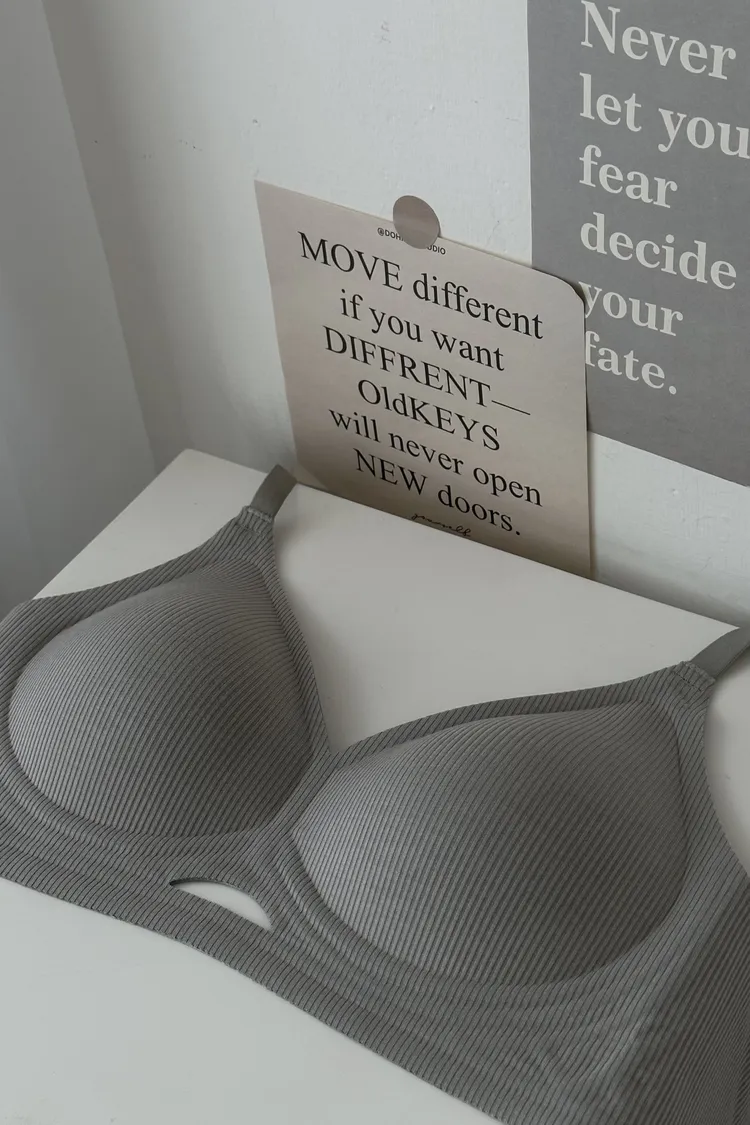 MOVE different
if you want
DIFFRENT—
OldKEYS
will never open
NEW doors.
Never
let you
fear
decide
your
fate.